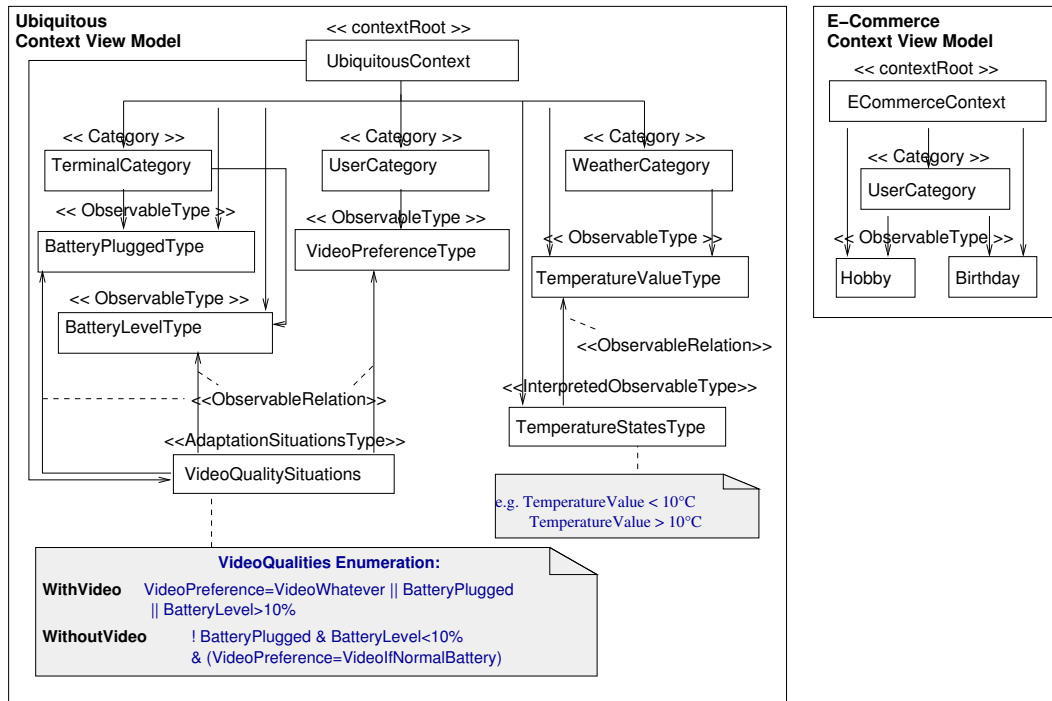 Ubiquitous
Context View Model
<< contextRoot >>
UbiquitousContext
<< Category >>
<< Category >>
<< Category >>
TerminalCategory
UserCategory
WeatherCategory
<< ObservableType >>
<< ObservableType >>
<< ObservableType >>
BatteryPluggedType
VideoPreferenceType
TemperatureValueType
<< ObservableType >>
BatteryLevelType
<<ObservableRelation>>
<<ObservableRelation>>
<<InterpretedObservableType>>
TemperatureStatesType
<<AdaptationSituationsType>>
VideoQualitySituations
e.g. TemperatureValue < 10°C
TemperatureValue > 10°C
VideoQualities Enumeration:
WithVideo VideoPreference=VideoWhatever || BatteryPlugged
|| BatteryLevel>10%
WithoutVideo ! BatteryPlugged & BatteryLevel<10%
& (VideoPreference=VideoIfNormalBattery)
E−Commerce
Context View Model
<< contextRoot >>
ECommerceContext
<< Category >>
UserCategory
<< ObservableType >>
Hobby
Birthday